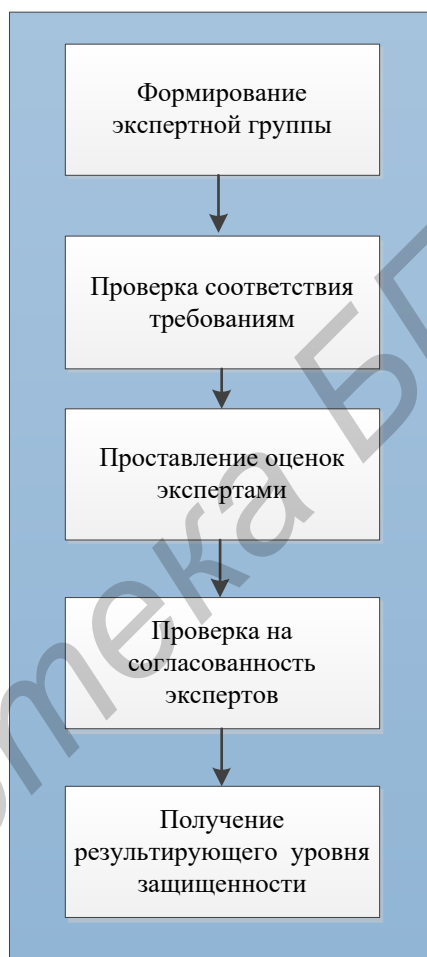 Формирование
экспертной группы
Проверка соответствия
требованиям
Проставление оценок
экспертами
Проверка на
согласованность
экспертов
Получение
результирующего уровня
защищенности